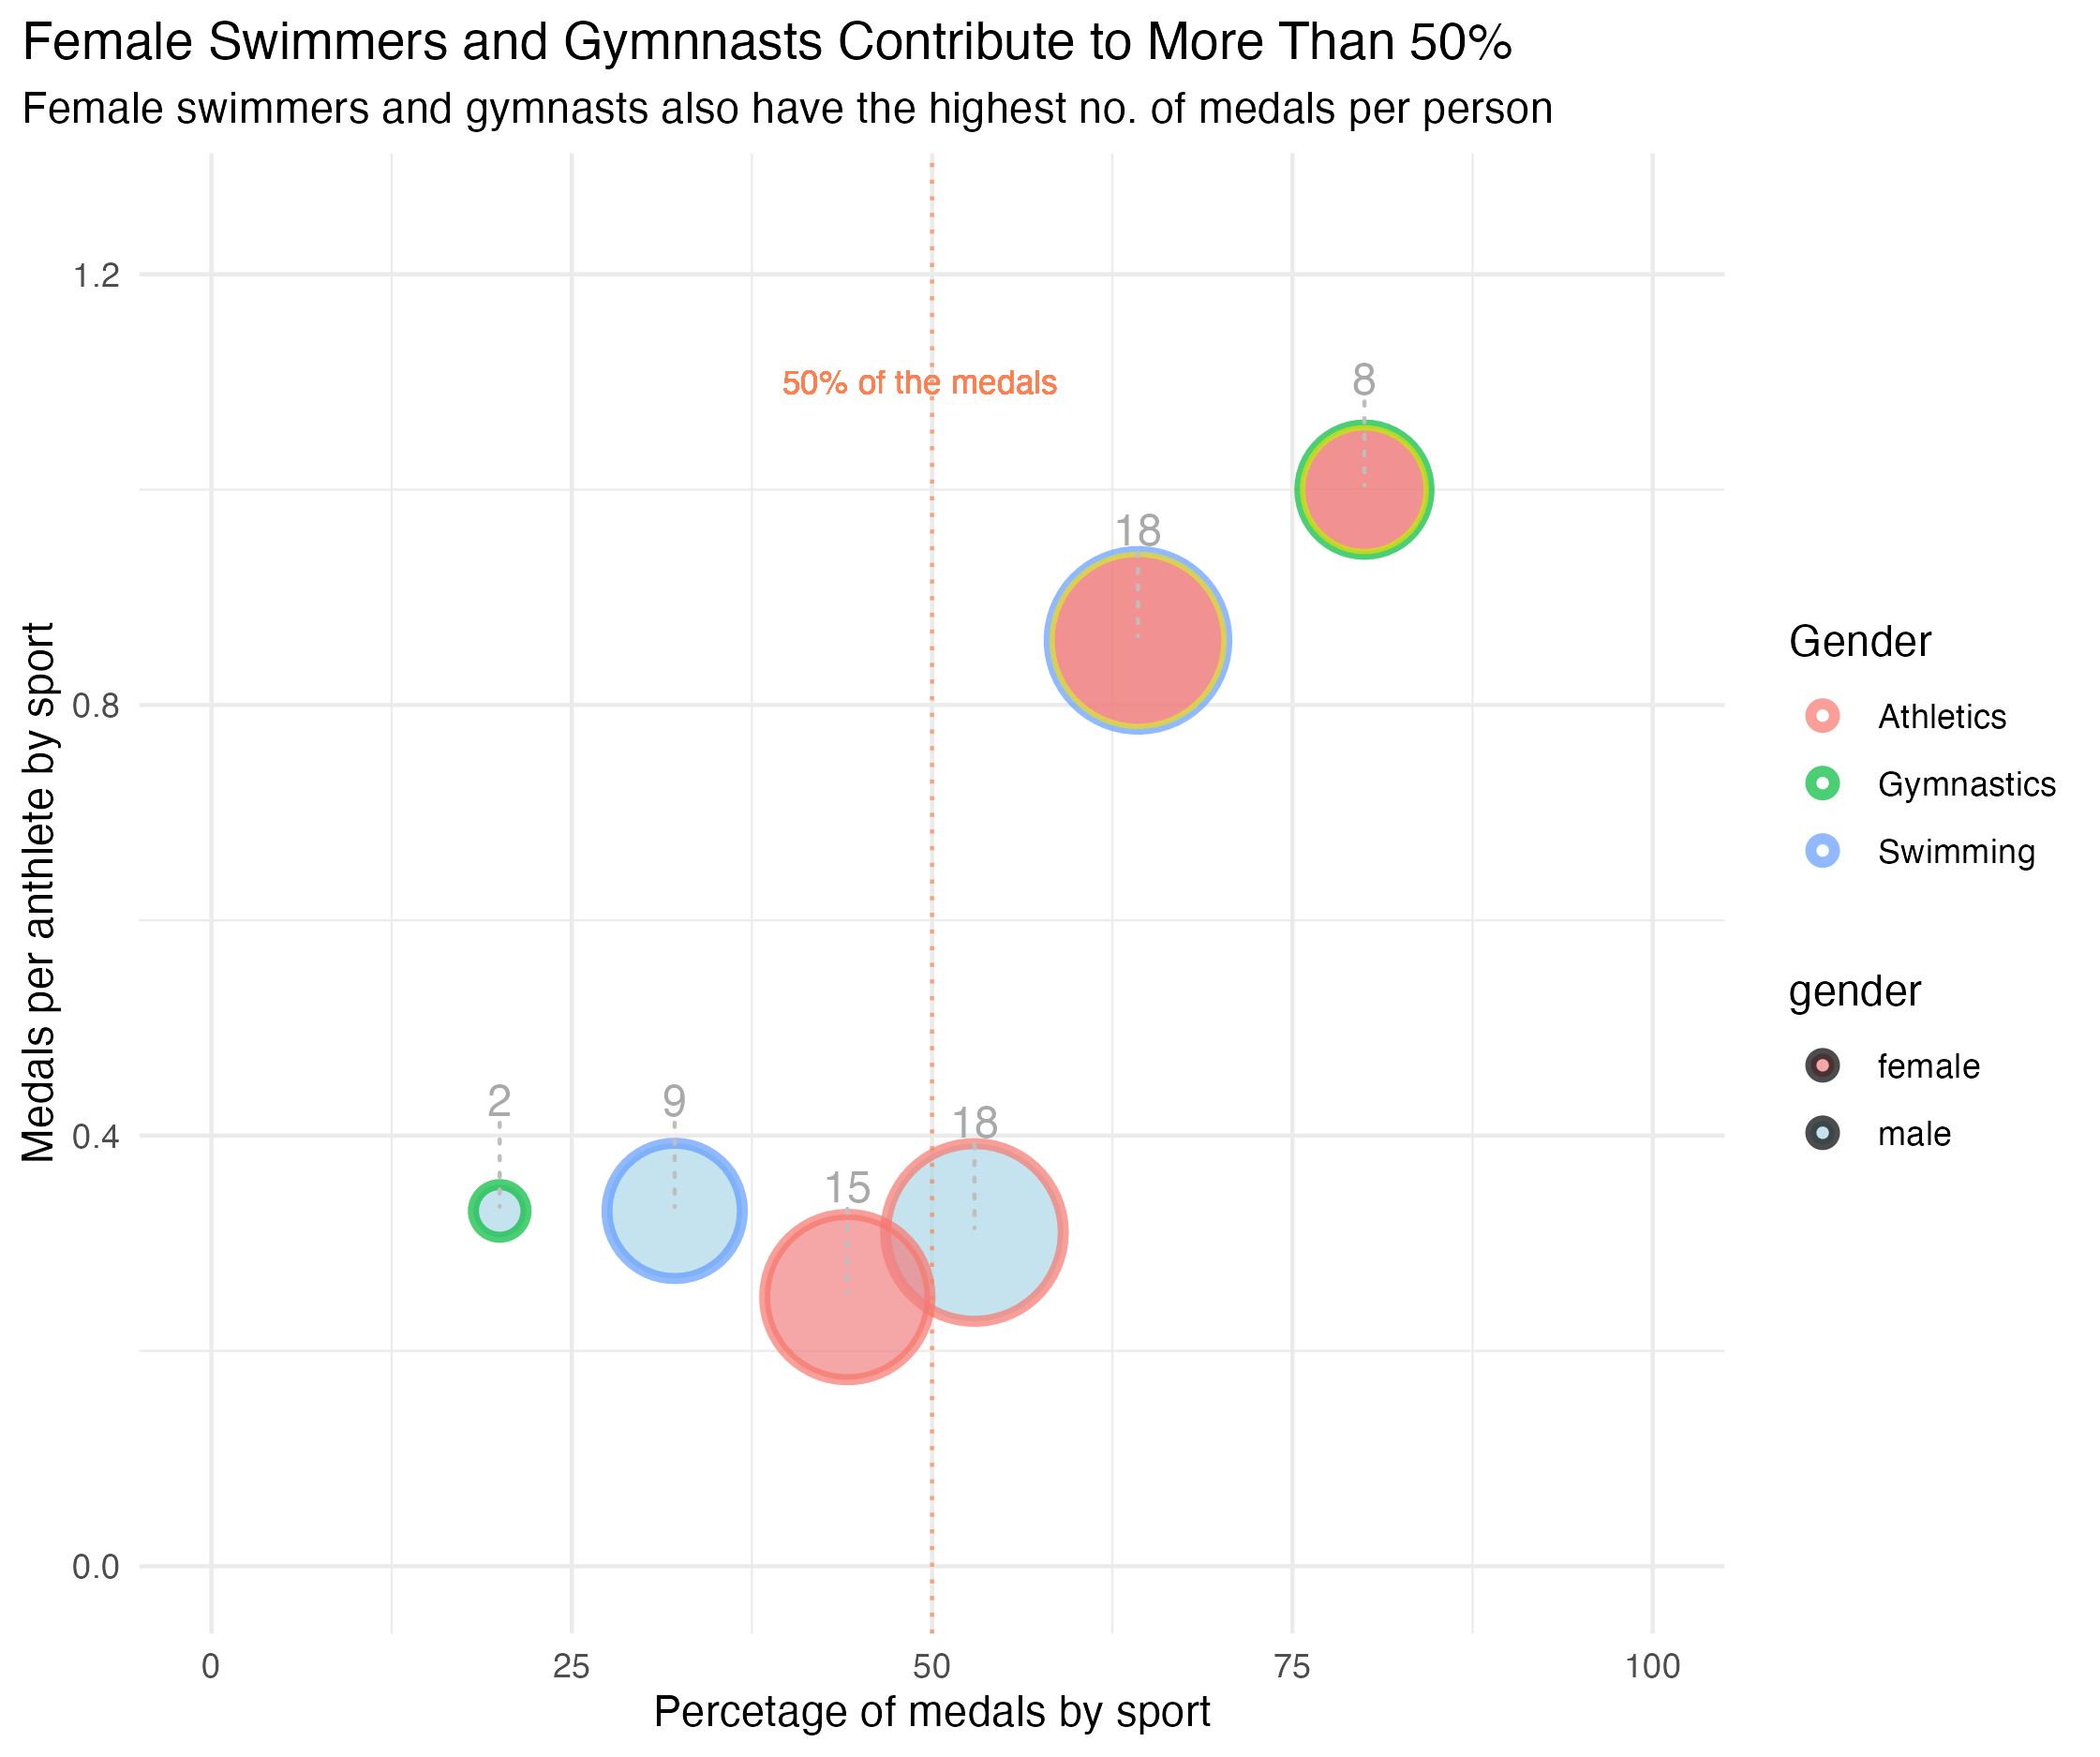 Female Swimmers and Gymnnasts Contribute to More Than 50%
Female swimmers and gymnasts also have the highest no. of medals per person
1.2
50% of the medals
8
18
Medals per anthlete by sport
0.8
Gender
Athletics
Gymnastics
Swimming
gender
female
male
2
9
18
0.4
15
0.0
0
25
50
75
100
Percetage of medals by sport